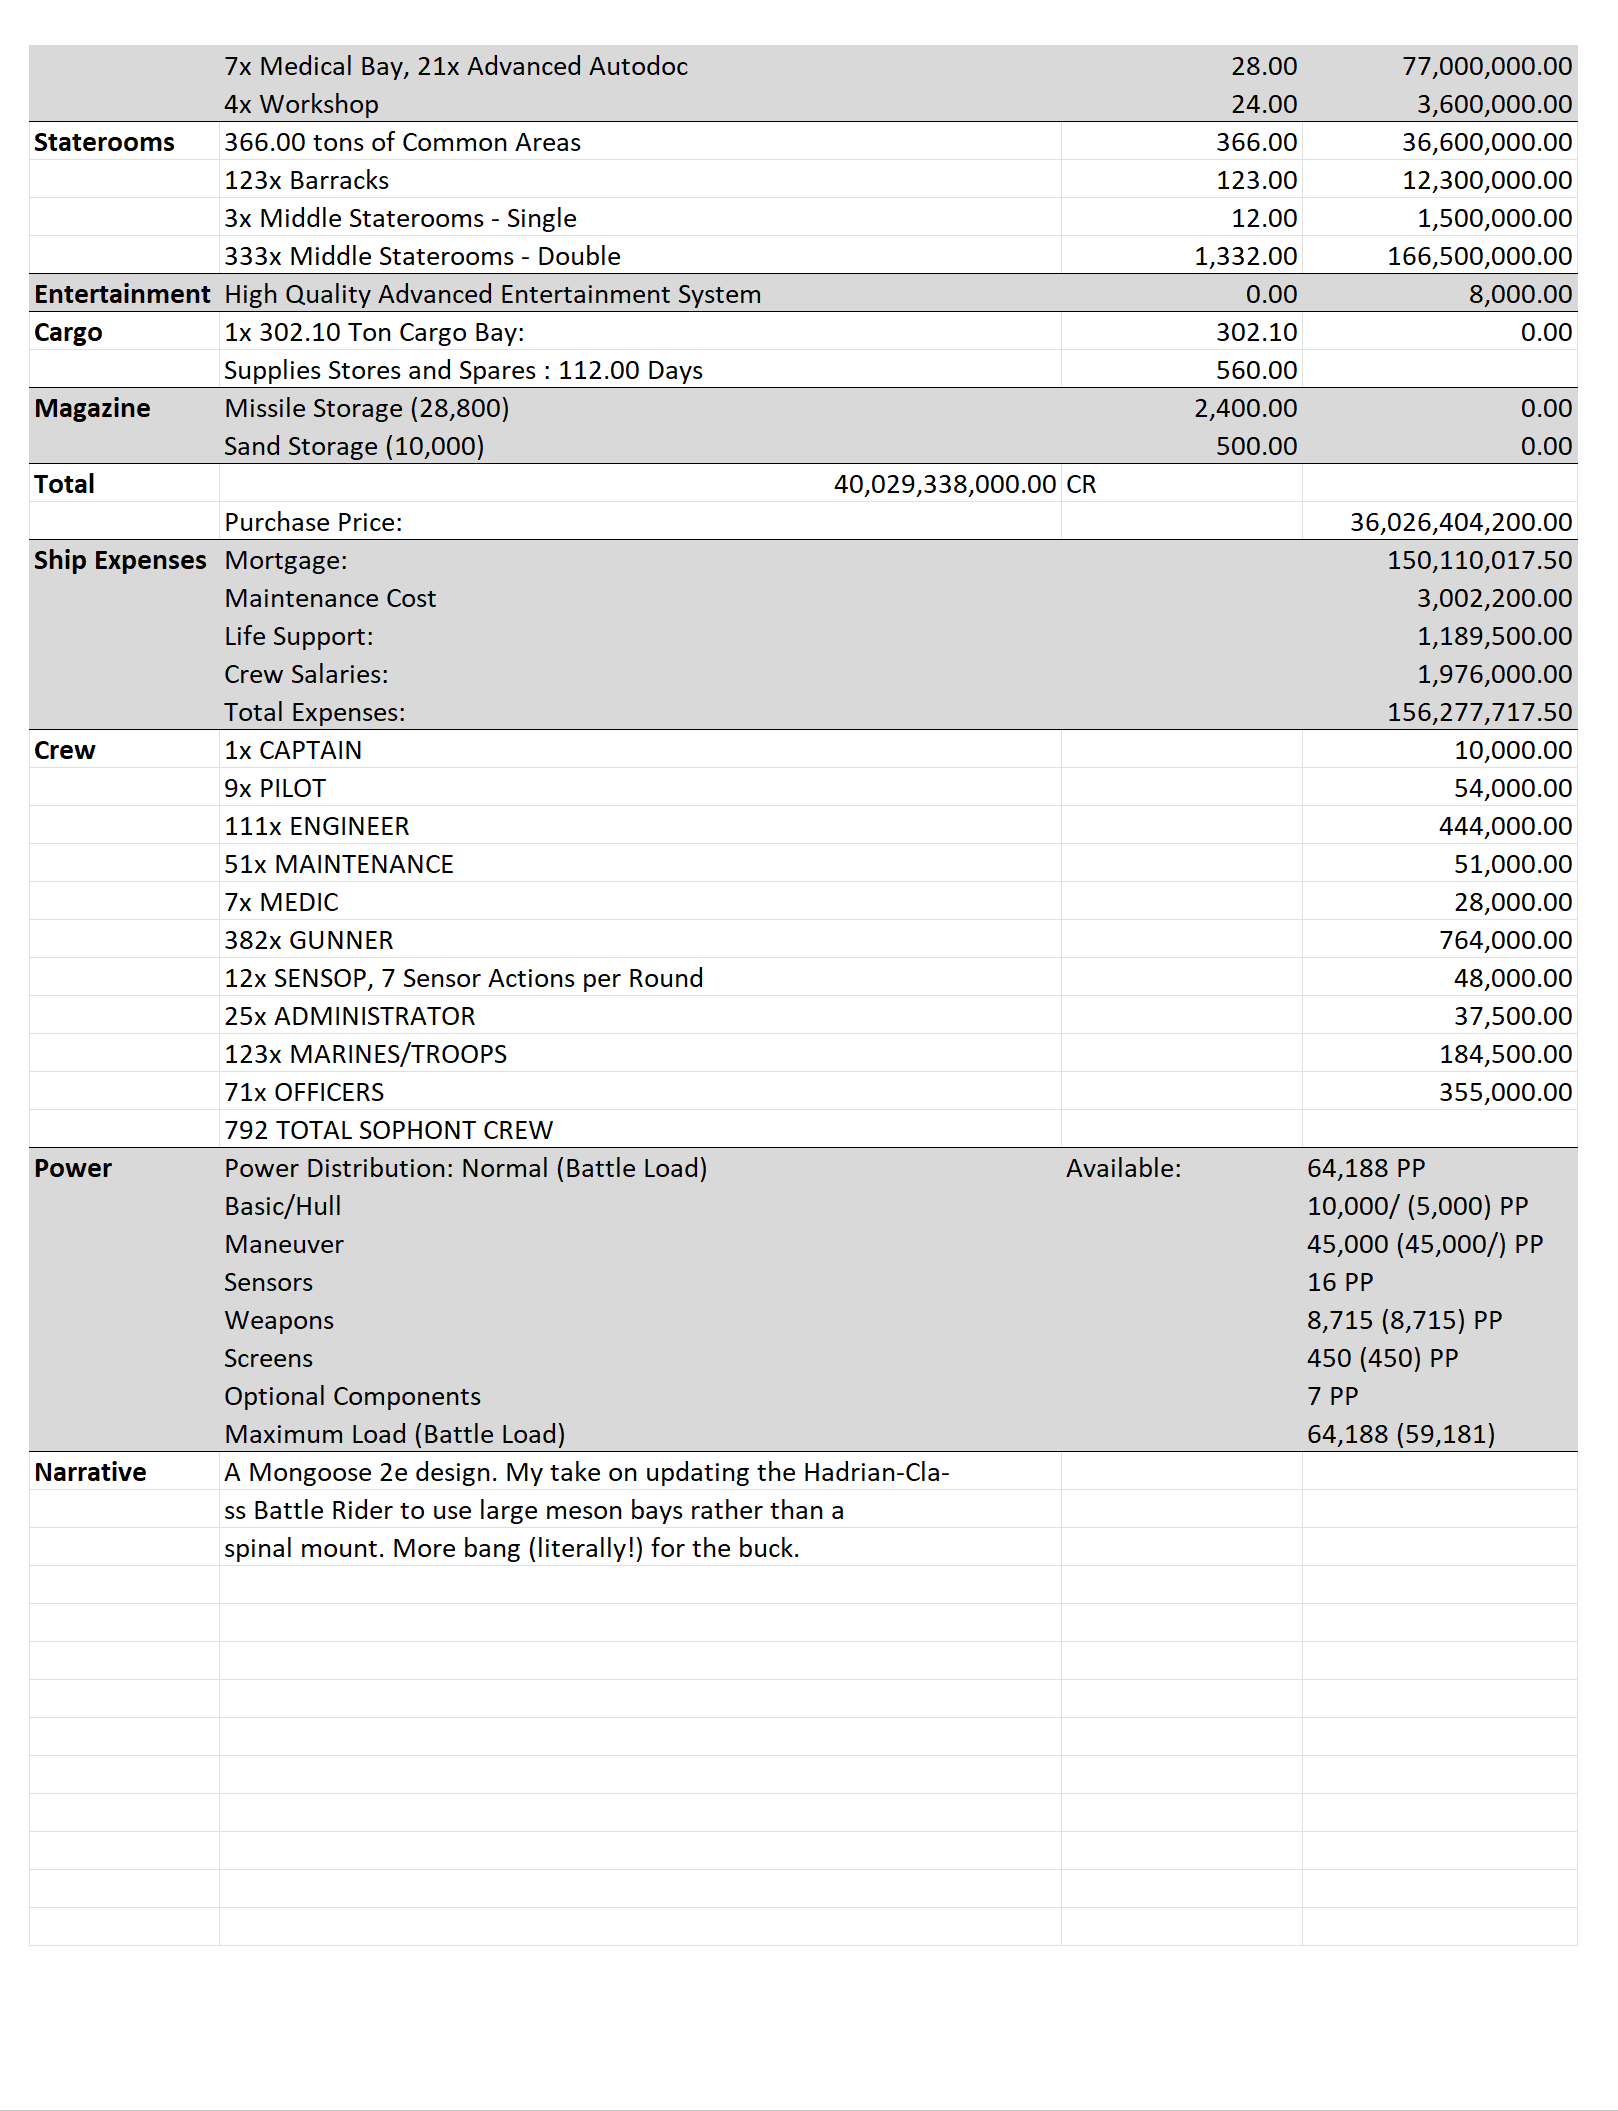 7x Medical Bay, 21x Advanced Autodoc 28.00 77,000,000.00
4x Workshop 24.00 3,600,000.00
Staterooms 366.00 tons of Common Areas 366.00 36,600,000.00
123x Barracks 123.00 12,300,000.00
3x Middle Staterooms - Single 12.00 1,500,000.00
333x Middle Staterooms - Double 1,332.00 166,500,000.00
Entertainment High Quality Advanced Entertainment System 0.00 8,000.00
Cargo 1x 302.10 Ton Cargo Bay: 302.10 0.00
Supplies Stores and Spares : 112.00 Days 560.00
Magazine Missile Storage (28,800) 2,400.00 0.00
Sand Storage (10,000) 500.00 0.00
Total 40,029,338,000.00 CR
Purchase Price: 36,026,404,200.00
Ship Expenses Mortgage: 150,110,017.50
Maintenance Cost 3,002,200.00
Life Support: 1,189,500.00
Crew Salaries: 1,976,000.00
Total Expenses: 156,277,717.50
Crew 1x CAPTAIN 10,000.00
9x PILOT 54,000.00
111x ENGINEER 444,000.00
51x MAINTENANCE 51,000.00
7x MEDIC 28,000.00
382x GUNNER 764,000.00
12x SENSOP, 7 Sensor Actions per Round 48,000.00
25x ADMINISTRATOR 37,500.00
123x MARINES/TROOPS 184,500.00
71x OFFICERS 355,000.00
792 TOTAL SOPHONT CREW
Power Power Distribution: Normal (Battle Load) Available: 64,188 PP
Basic/Hull 10,000/ (5,000) PP
Maneuver 45,000 (45,000/) PP
Sensors 16 PP
Weapons 8,715 (8,715) PP
Screens 450 (450) PP
Optional Components 7 PP
Maximum Load (Battle Load) 64,188 (59,181)
Narrative A Mongoose 2e design. My take on updating the Hadrian-Cla-
ss Battle Rider to use large meson bays rather than a
spinal mount. More bang (literally!) for the buck.